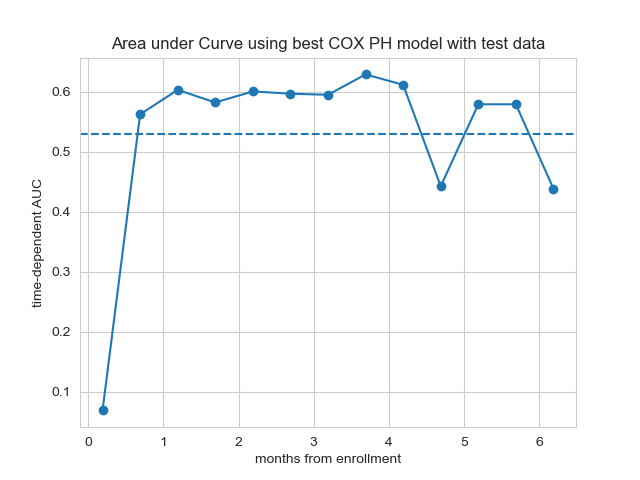 Area under Curve using best COX PH model with test data
time-dependent AUC
0.6
0.5
0.4
0.3
0.2
0.1
0 1 2 3 4 5 6
months from enrollment